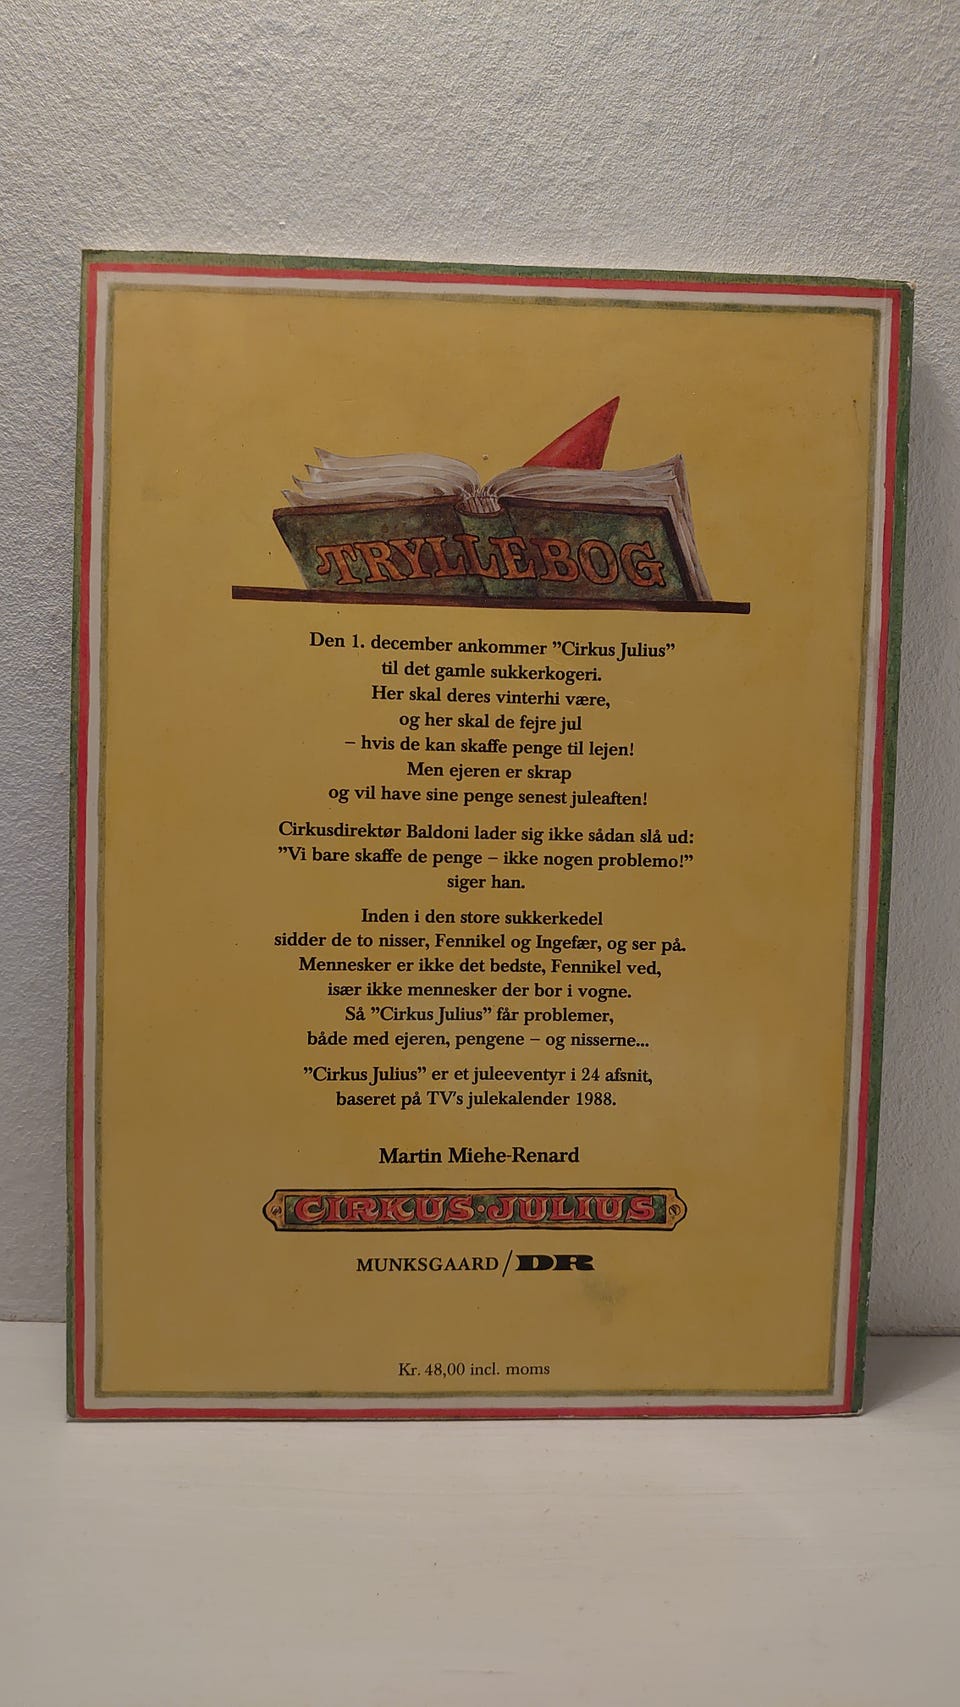 TRYLLEBOG
Den 1. december ankommer ”Cirkus Julius”
til det gamle sukkerkogeri.
Her skal deres vinterhi være,
og her skal de fejre jul
– hvis de kan skaffe penge til lejen!
Men ejeren er skrap
og vil have sine penge senest juleaften!
Cirkusdirektør Baldoni lader sig ikke sådan slå ud:
”Vi bare skaffe de penge – ikke nogen problemo!”
siger han.
Inden i den store sukkerkedel
sidder de to nisser, Fennikel og Ingefær, og ser på.
Mennesker er ikke det bedste, Fennikel ved,
især ikke mennesker der bor i vogne.
Så ”Cirkus Julius” får problemer,
både med ejeren, pengene – og nisserne...
”Cirkus Julius” er et juleeventyr i 24 afsnit,
baseret på TV's julekalender 1988.
Martin Miehe-Renard
CIRKUS·JULIUS
MUNKSGAARD/DR
Kr. 48,00 incl. moms